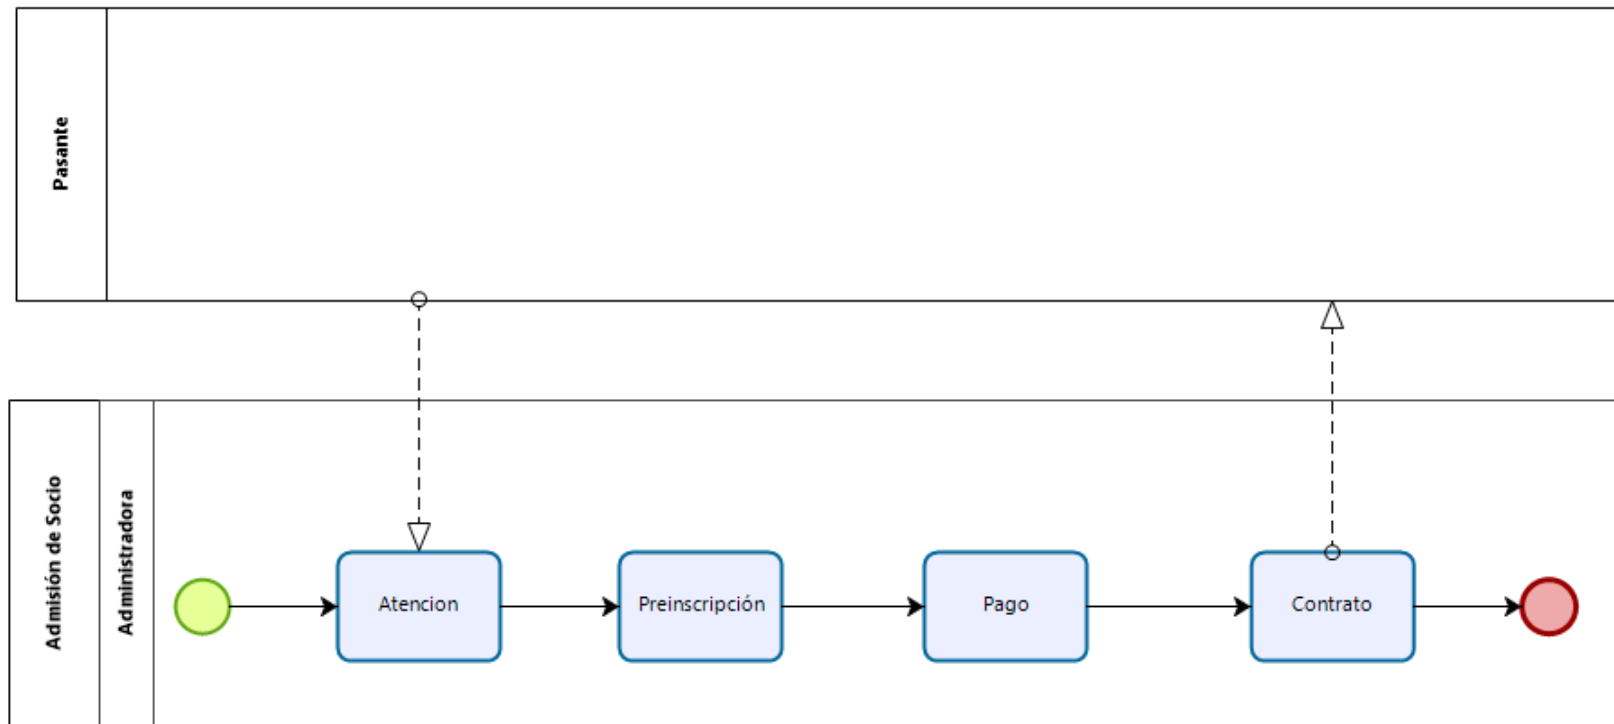 Pasante
Admisión de Socio
Administradora
Atencion
Preinscripción
Pago
Contrato